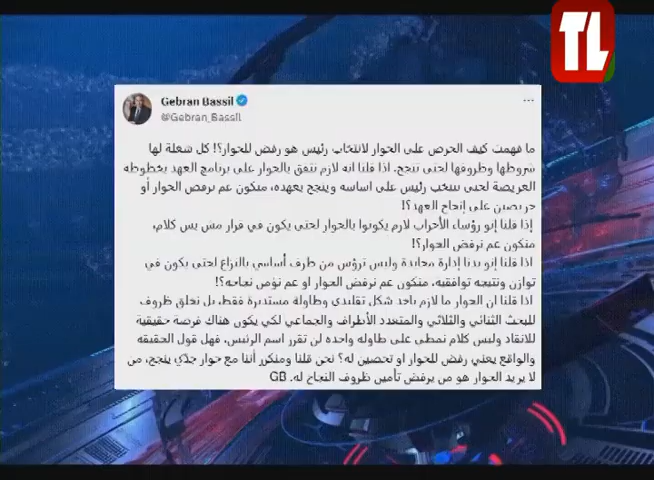 TL
Gebran Bassil
@Gebran_Bassil
ما فهمت كيف الحرص على الحوار لانتخاب رئيس هو رفض للحوار؟! كل شغلة لها
شروطها وظروفها لحتى تنجح. اذا قلنا انه لازم نتفق بالحوار على برنامج العهد بخطوطه
العريضة لحتى ننتخب رئيس على اساسه وينجح بعهده، منكون عم نرفض الحوار أو
حريصين على إنجاح العهد؟!
إذا قلنا إنو رؤساء الأحزاب لازم يكونوا بالحوار لحتى يكون في قرار مش بس كلام،
منكون عم نرفض الحوار؟!
اذا قلنا إنو بدنا إدارة محايدة وليس ترؤس من طرف أساسي بالنزاع لحتى يكون في
توازن ونتيجة توافقية، منكون عم نرفض الحوار او عم نؤمن نجاحه؟!
اذا قلنا ان الحوار ما لازم ياخد شكل تقليدي وطاولة مستديرة فقط، بل نخلق ظروف
للبحث الثنائي والثلاثي والمتعدد الأطراف والجماعي لكي يكون هناك فرصة حقيقية
للانقاذ وليس كلام نمطي على طاولة واحدة لن تقرر اسم الرئيس، فهل قول الحقيقة
والواقع يعني رفض للحوار او تحصين له؟ نحن قلنا ومنكرر أننا مع حوار جدّي ينجح، من
لا يريد الحوار هو من يرفض تأمين ظروف النجاح له. GB